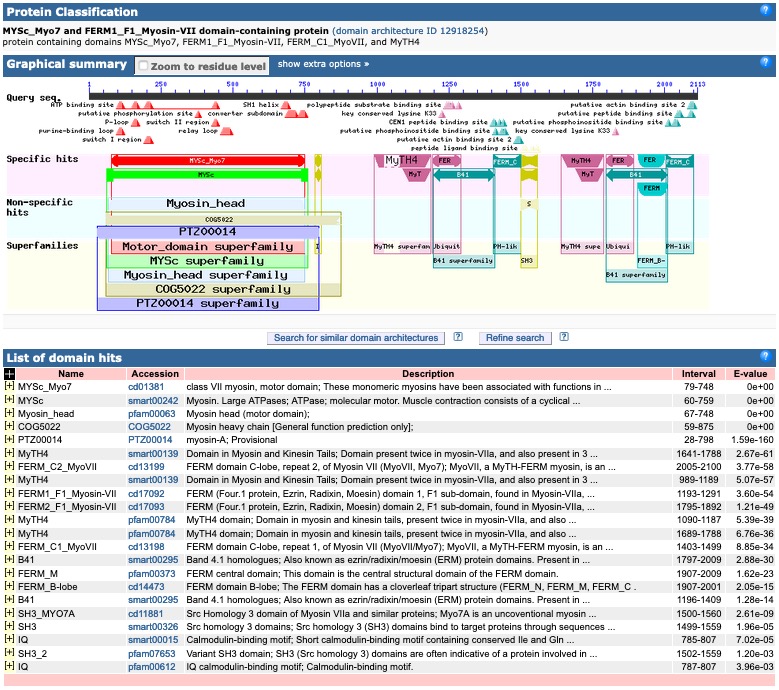 Protein Classification
?
MYSc_Myo7 and FERM1_F1_Myosin-VII domain-containing protein (domain architecture ID 12918254)
protein containing domains MYSc_Myo7, FERM1_F1_Myosin-VII, FERM_C1_MyoVII, and MyTH4
Graphical summary Zoom to residue level show extra options »
?
1 250 500 750 1000 1250 1500 1750 2000 2113
Query seq.
ATP binding site SH1 helix polypeptide substrate binding site putative actin binding site 2
putative phosphorylation site converter subdomain key conserved lysine K33 putative peptide binding site
P-loop switch II region CEN1 peptide binding site putative phosphoinositide binding site
purine-binding loop relay loop putative phosphoinositide binding site key conserved lysine K33
switch I region putative actin binding site 2
peptide ligand binding site
Specific hits MYSc_Myo7 MyTH4 FERM FERM_C MyTH4 FERM FER FERM_C
MYSc MyT B41 MyT B41
FERM
Non-specific hits
Myosin_head S
COG5022
PTZ00014
Superfamilies Motor_domain superfamily I MyTH4 superfam Ubiquit PH-lik SH3 MyTH4 supe Ubiqui PH-lik
MYSc superfamily B41 superfamily FERM_B-
Myosin_head superfamily B41 superfamily
COG5022 superfamily
PTZ00014 superfamily
Search for similar domain architectures ? Refine search ?
List of domain hits
?
+ Name Accession Description Interval E-value
[+] MYSc_Myo7 cd01381 class VII myosin, motor domain; These monomeric myosins have been associated with functions in ... 79-748 0e+00
[+] MYSc smart00242 Myosin. Large ATPases; ATPase; molecular motor. Muscle contraction consists of a cyclical ... 60-759 0e+00
[+] Myosin_head pfam00063 Myosin head (motor domain); 67-748 0e+00
[+] COG5022 COG5022 Myosin heavy chain [General function prediction only]; 59-875 0e+00
[+] PTZ00014 PTZ00014 myosin-A; Provisional 28-798 1.59e-160
[+] MyTH4 smart00139 Domain in Myosin and Kinesin Tails; Domain present twice in myosin-VIIa, and also present in 3 ... 1641-1788 2.67e-61
[+] FERM_C2_MyoVII cd13199 FERM domain C-lobe, repeat 2, of Myosin VII (MyoVII, Myo7); MyoVII, a MyTH-FERM myosin, is an ... 2005-2100 3.77e-58
[+] MyTH4 smart00139 Domain in Myosin and Kinesin Tails; Domain present twice in myosin-VIIa, and also present in 3 ... 989-1189 5.07e-57
[+] FERM1_F1_Myosin-VII cd17092 FERM (Four.1 protein, Ezrin, Radixin, Moesin) domain 1, F1 sub-domain, found in Myosin-VIIa, ... 1193-1291 3.60e-54
[+] FERM2_F1_Myosin-VII cd17093 FERM (Four.1 protein, Ezrin, Radixin, Moesin) domain 2, F1 sub-domain, found in Myosin-VIIa, ... 1795-1892 1.21e-49
[+] MyTH4 pfam00784 MyTH4 domain; Domain in myosin and kinesin tails, present twice in myosin-VIIa, and also ... 1090-1187 5.39e-39
[+] MyTH4 pfam00784 MyTH4 domain; Domain in myosin and kinesin tails, present twice in myosin-VIIa, and also ... 1689-1788 6.76e-36
[+] FERM_C1_MyoVII cd13198 FERM domain C-lobe, repeat 1, of Myosin VII (MyoVII/Myo7); MyoVII, a MyTH-FERM myosin, is an ... 1403-1499 8.85e-34
[+] B41 smart00295 Band 4.1 homologues; Also known as ezrin/radixin/moesin (ERM) protein domains. Present in ... 1797-2009 2.88e-30
[+] FERM_M pfam00373 FERM central domain; This domain is the central structural domain of the FERM domain. 1907-2009 1.62e-23
[+] FERM_B-lobe cd14473 FERM domain B-lobe; The FERM domain has a cloverleaf tripart structure (FERM_N, FERM_M, FERM_C . 1907-2001 2.05e-15
[+] B41 smart00295 Band 4.1 homologues; Also known as ezrin/radixin/moesin (ERM) protein domains. Present in ... 1196-1409 1.28e-14
[+] SH3_MYO7A cd11881 Src Homology 3 domain of Myosin VIIa and similar proteins; Myo7A is an uncoventional myosin ... 1500-1560 2.61e-09
[+] SH3 smart00326 Src homology 3 domains; Src homology 3 (SH3) domains bind to target proteins through sequences ... 1499-1559 1.96e-05
[+] IQ smart00015 Calmodulin-binding motif; Short calmodulin-binding motif containing conserved Ile and Gln ... 785-807 7.02e-05
[+] SH3_2 pfam07653 Variant SH3 domain; SH3 (Src homology 3) domains are often indicative of a protein involved in ... 1502-1559 1.20e-03
[+] IQ pfam00612 IQ calmodulin-binding motif; Calmodulin-binding motif. 787-807 3.96e-03